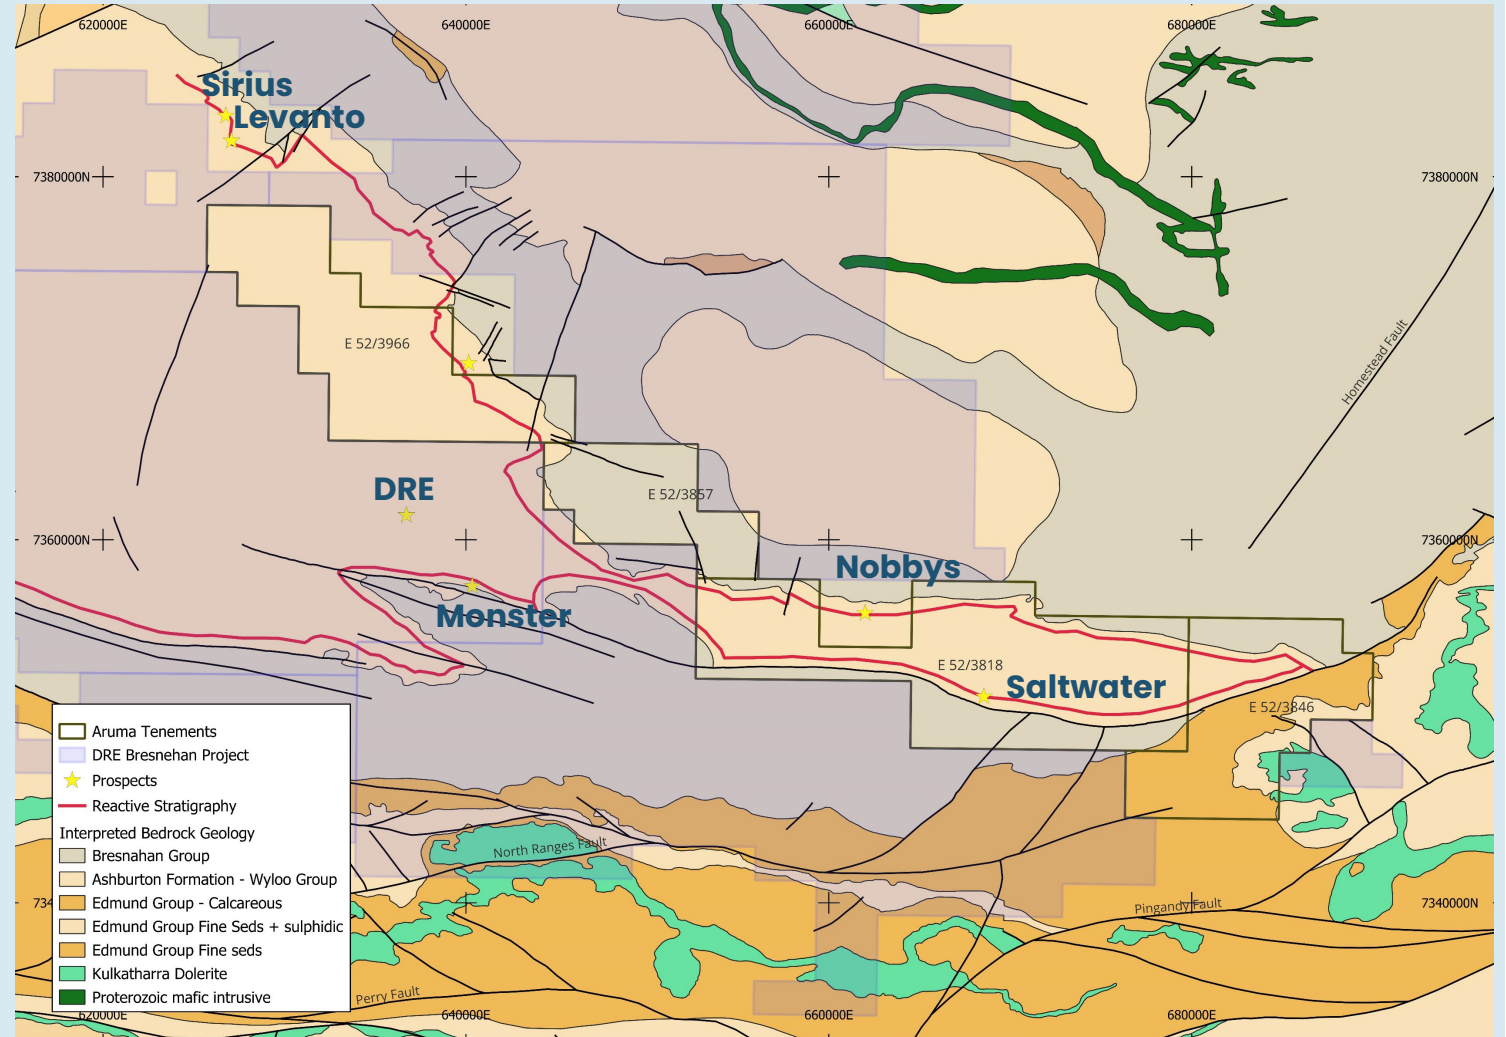 620000E
640000E
660000E
680000E
Sirius
Levanto
7380000N
7380000N
E 52/3966
Homestead Fault
DRE
E 52/3857
7360000N
7360000N
Nobbys
Monster
E 52/3818
Saltwater
E 52/3846
Aruma Tenements
DRE Bresnehan Project
Prospects
Reactive Stratigraphy
Interpreted Bedrock Geology
Bresnahan Group
Ashburton Formation - Wyloo Group
Edmund Group - Calcareous
Edmund Group Fine Seds + sulphidic
Edmund Group Fine seds
Kulkatharra Dolerite
Proterozoic mafic intrusive
North Ranges Fault
Pingandy Fault
734
7340000N
Perry Fault
620000E
640000E
660000E
680000E